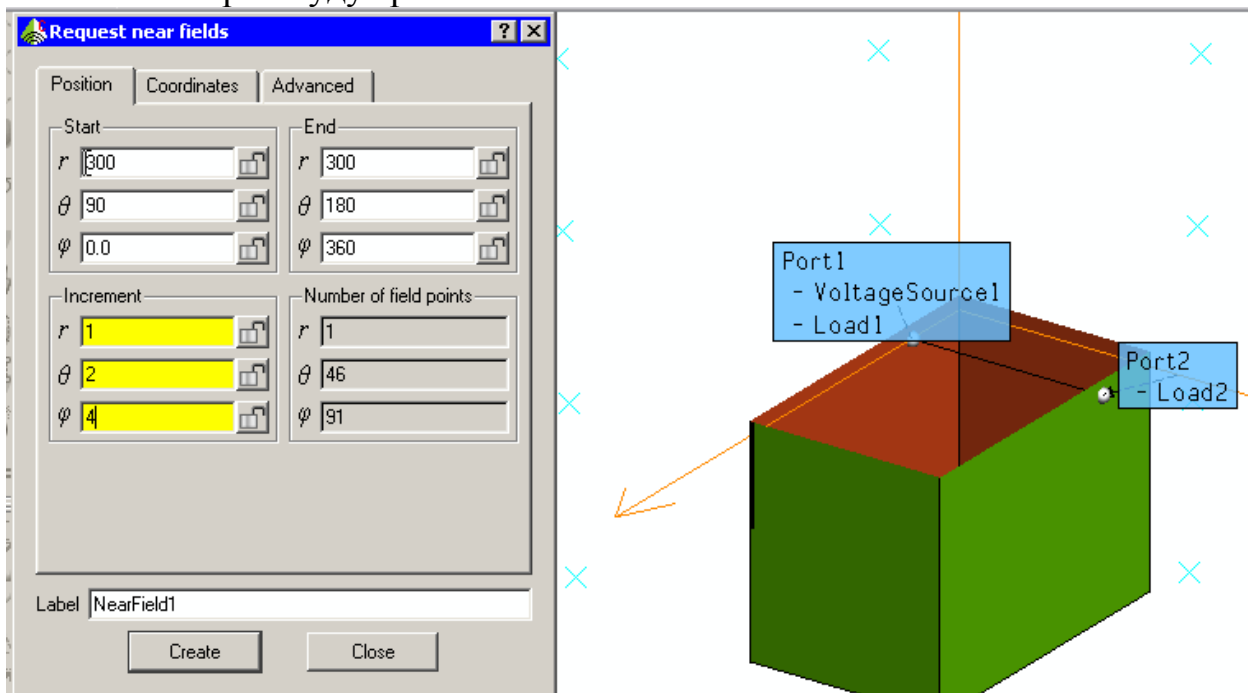 Request near fields
Position Coordinates Advanced
Start End
r 300 r 300
θ 90 θ 180
φ 0.0 φ 360
Increment Number of field points
r 1 r 1
θ 2 θ 46
φ 4 φ 91
Label NearField1
Create Close
Port1
- VoltageSource1
- Load1
Port2
- Load2